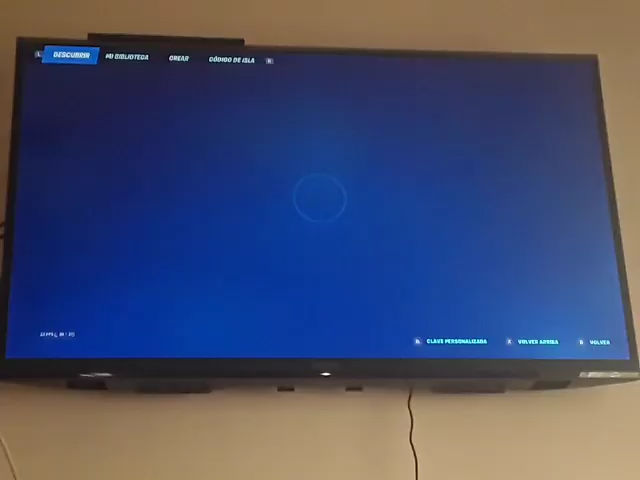 L DESCUBRIR MI BIBLIOTECA CREAR CÓDIGO DE ISLA R
CLAVE PERSONALIZADA X VOLVER ARRIBA B VOLVER